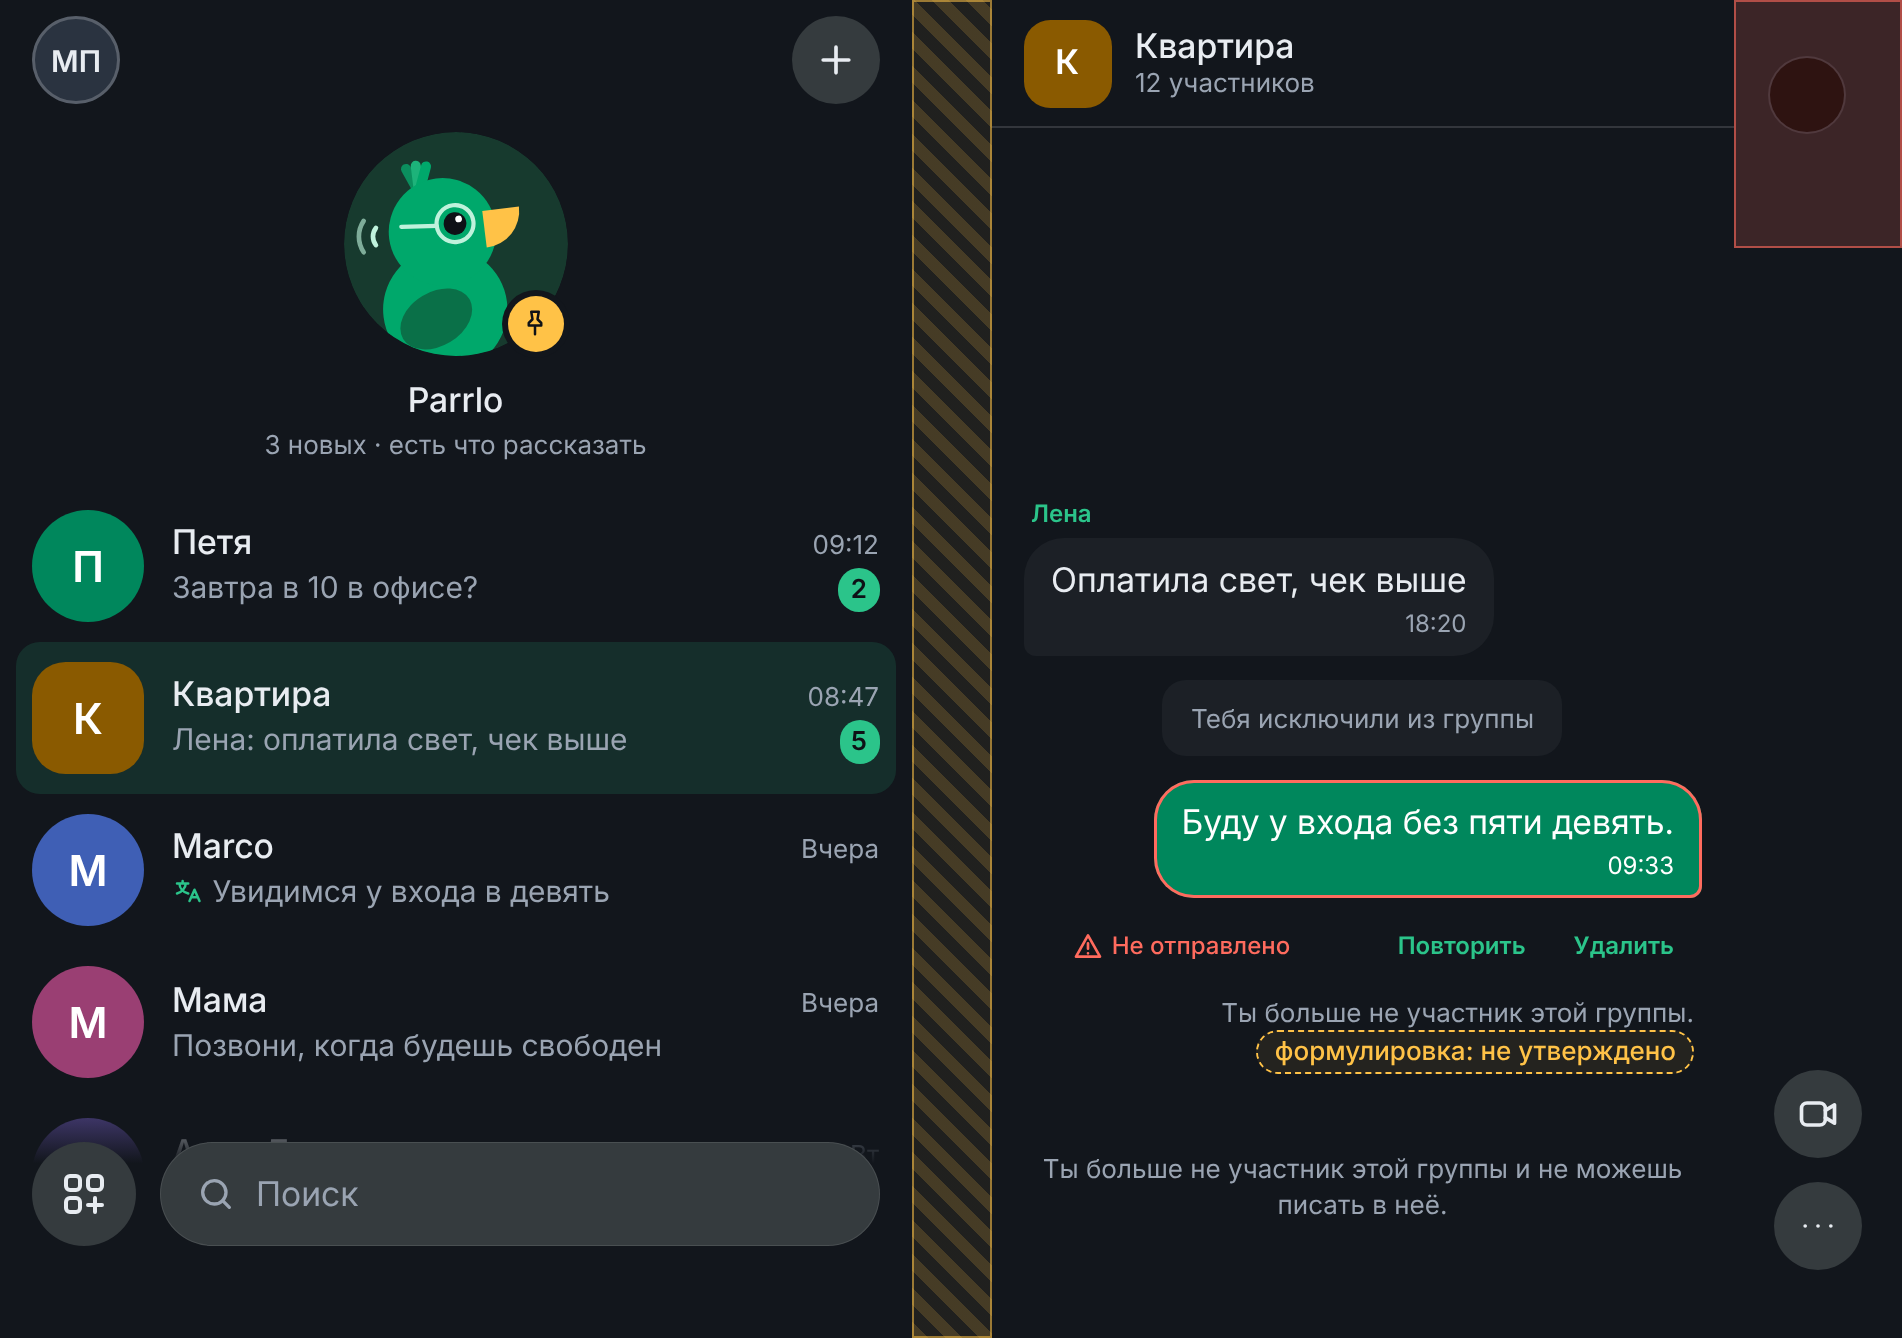 МП
Parrlo
3 новых · есть что рассказать
П
Петя
09:12
Завтра в 10 в офисе?
2
К
Квартира
08:47
Лена: оплатила свет, чек выше
5
М
Marco
Вчера
Увидимся у входа в девять
М
Мама
Вчера
Позвони, когда будешь свободен
Поиск
К
Квартира
12 участников
Лена
Оплатила свет, чек выше
18:20
Тебя исключили из группы
Буду у входа без пяти девять.
09:33
Не отправлено
Повторить
Удалить
Ты больше не участник этой группы.
формулировка: не утверждено
Ты больше не участник этой группы и не можешь
писать в неё.